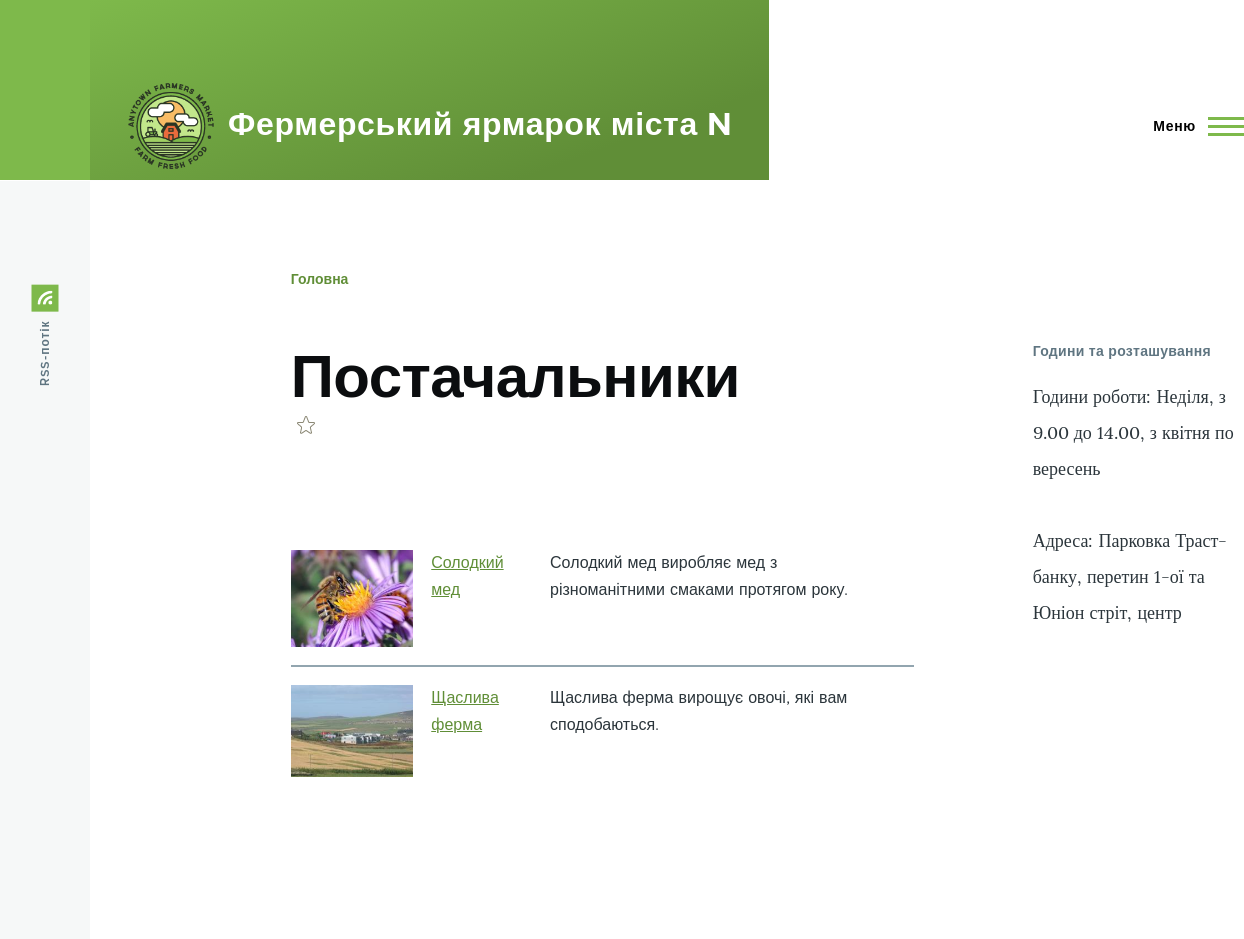 ANYTOWN FARMERS MARKET
FARM FRESH FOOD
Фермерський ярмарок міста N
Меню
RSS-потік
Головна
Постачальники
Солодкий
мед
Солодкий мед виробляє мед з
різноманітними смаками протягом року.
Щаслива
ферма
Щаслива ферма вирощує овочі, які вам
сподобаються.
Години та розташування
Години роботи: Неділя, з
9.00 до 14.00, з квітня по
вересень
Адреса: Парковка Траст-
банку, перетин 1-ої та
Юніон стріт, центр